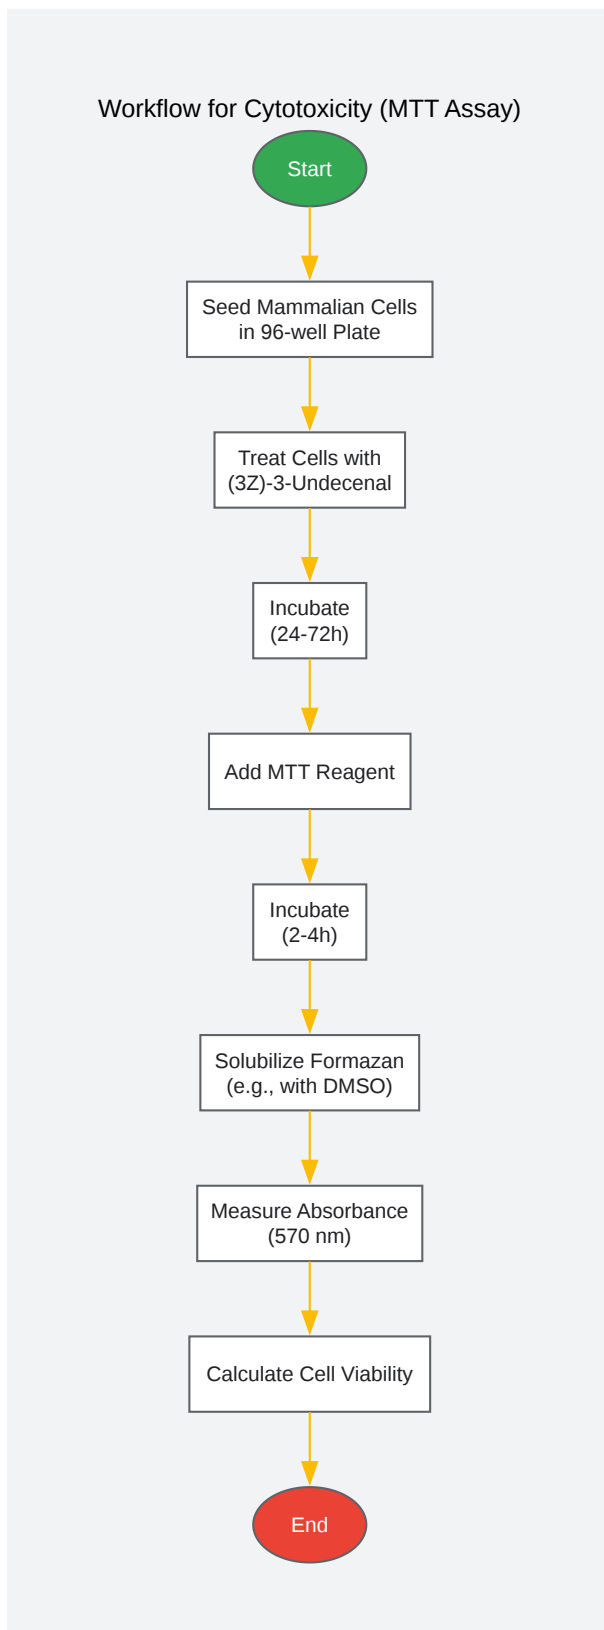 Workflow for Cytotoxicity (MTT Assay)
Start
Seed Mammalian Cells
in 96-well Plate
Treat Cells with
(3Z)-3-Undecenal
Incubate
(24-72h)
Add MTT Reagent
Incubate
(2-4h)
Solubilize Formazan
(e.g., with DMSO)
Measure Absorbance
(570 nm)
Calculate Cell Viability
End